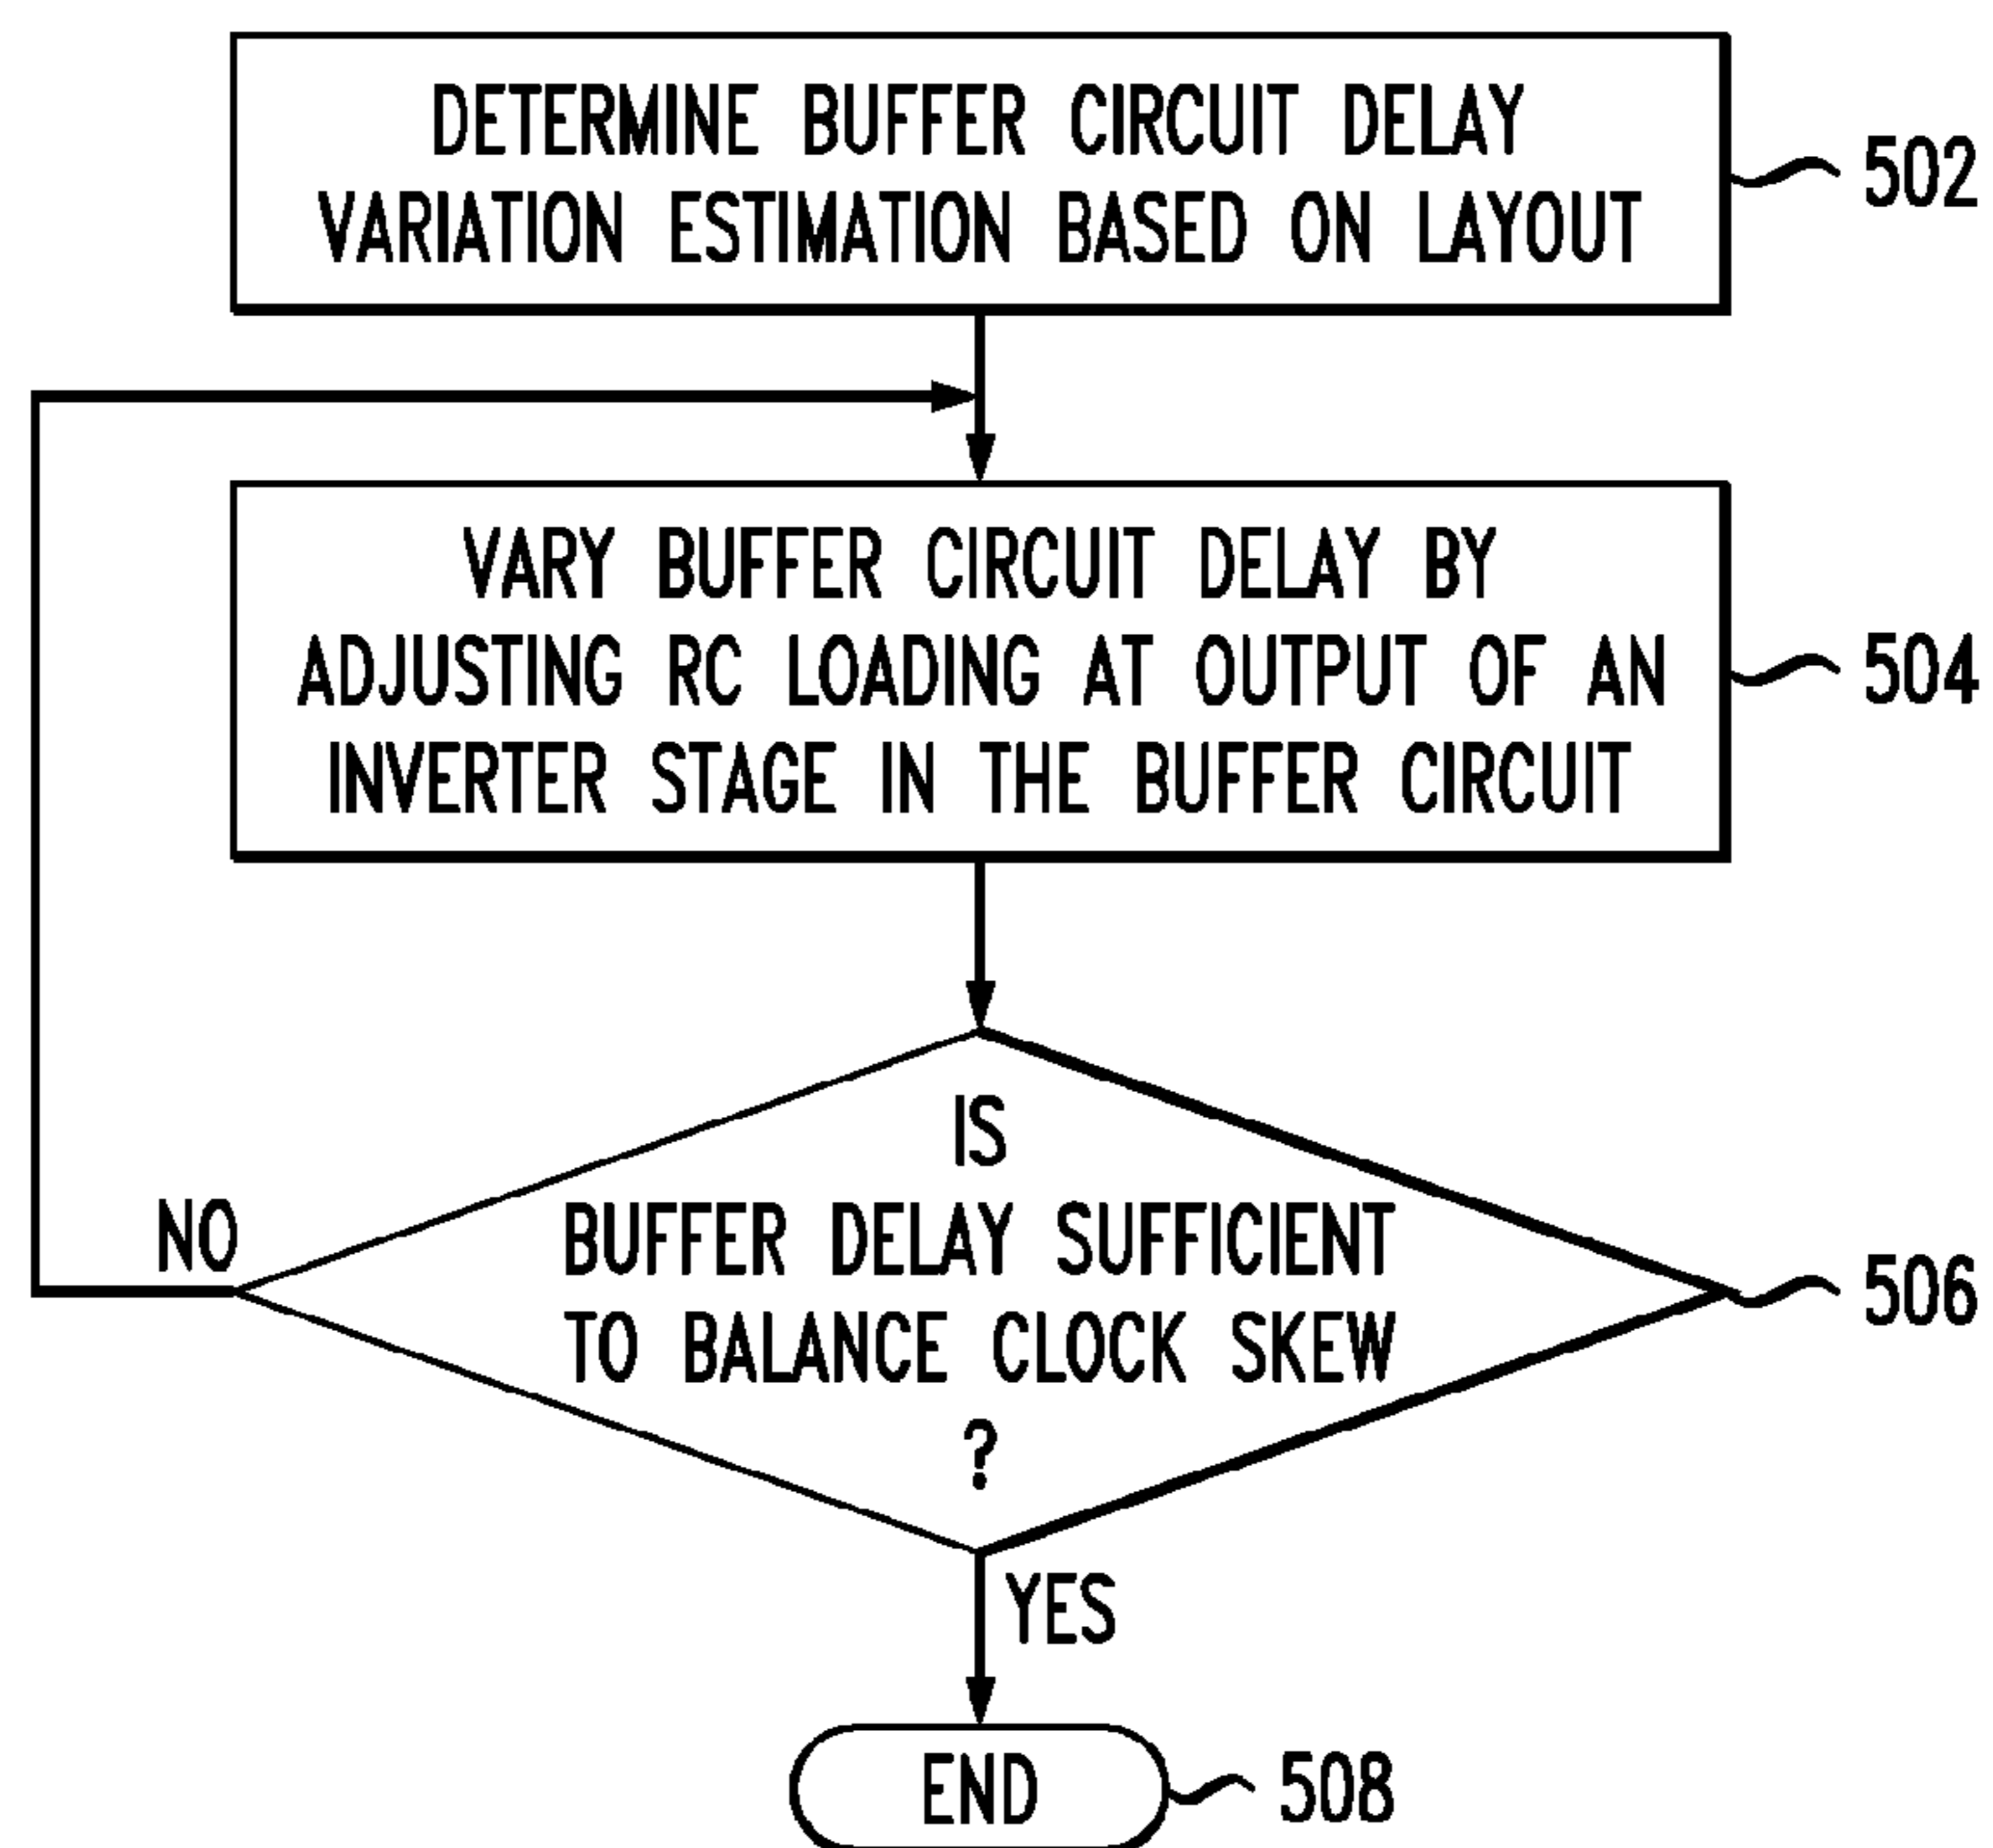 DETERMINE BUFFER CIRCUIT DELAY
VARIATION ESTIMATION BASED ON LAYOUT
502
VARY BUFFER CIRCUIT DELAY BY
ADJUSTING RC LOADING AT OUTPUT OF AN
INVERTER STAGE IN THE BUFFER CIRCUIT
504
IS
BUFFER DELAY SUFFICIENT
TO BALANCE CLOCK SKEW
?
NO
506
YES
END
508